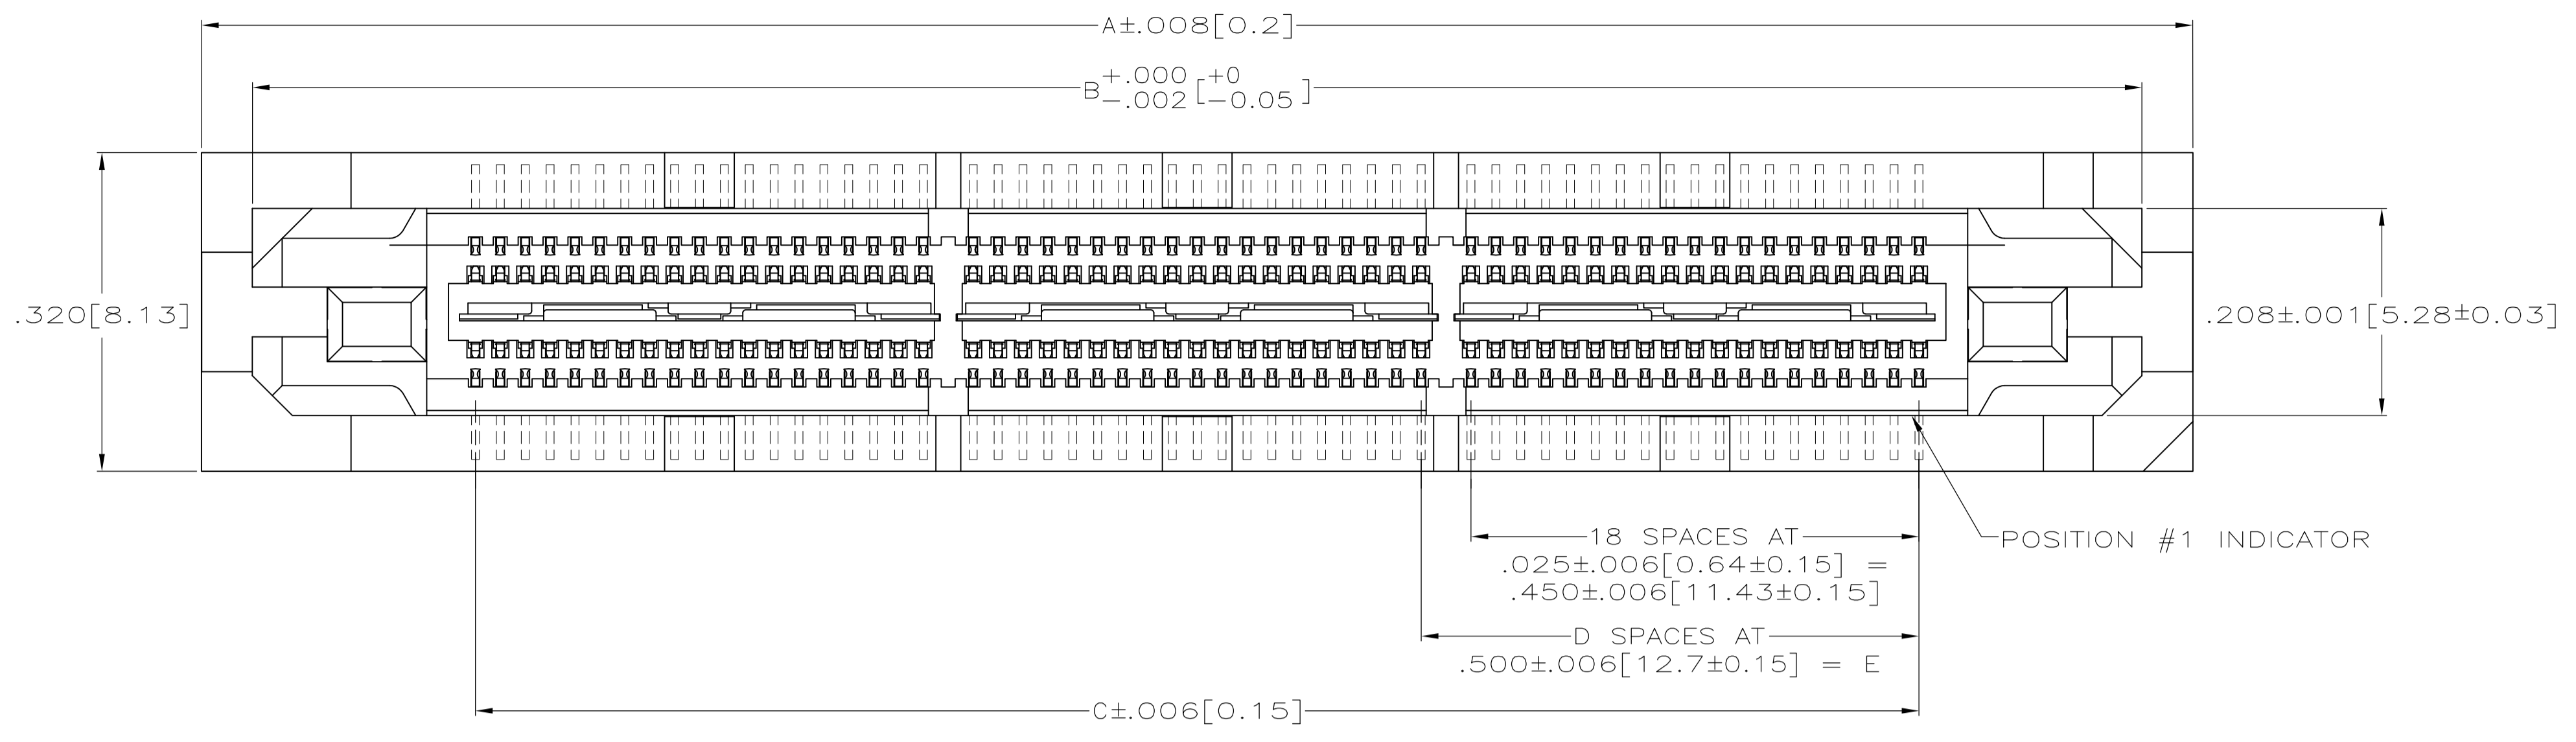 A±.008[0.2]
+.000 +0
B [ ]
-.002 -0.05
.320[8.13]
.208±.001[5.28±0.03]
18 SPACES AT
.025±.006[0.64±0.15] =
.450±.006[11.43±0.15]
POSITION #1 INDICATOR
D SPACES AT
.500±.006[12.7±0.15] = E
C±.006[0.15]